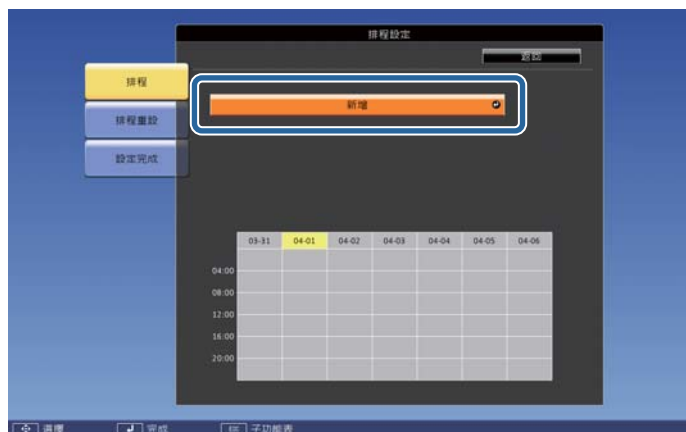 排程設定
返回
排程
新增
排程重設
設定完成
03-31 04-01 04-02 04-03 04-04 04-05 04-06
04:00
08:00
12:00
16:00
20:00
選擇 完成 子功能表